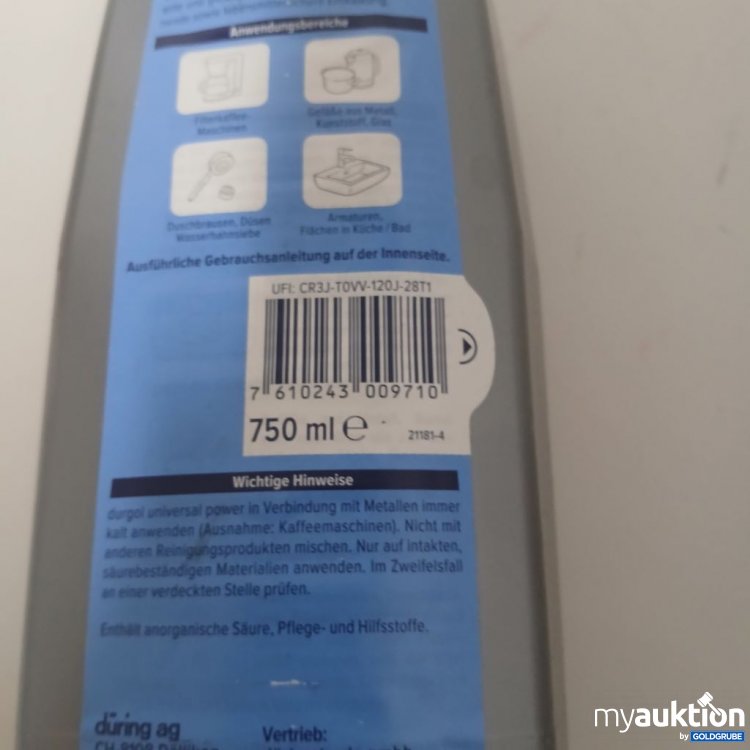 Anwendungsbereiche
Filterkaffee-
Maschinen
Gefäße aus Metall,
Kunststoff, Glas
Duschbrausen, Düsen
Wasserhahnsiebe
Armaturen,
Flächen in Küche / Bad
Ausführliche Gebrauchsanleitung auf der Innenseite.
UFI: CR3J-T0VV-120J-28T1
7 610243 009710
750 ml ℮
21181-4
Wichtige Hinweise
durgol universal power in Verbindung mit Metallen immer
kalt anwenden (Ausnahme: Kaffeemaschinen). Nicht mit
anderen Reinigungsprodukten mischen. Nur auf intakten,
säurebeständigen Materialien anwenden. Im Zweifelsfall
an einer verdeckten Stelle prüfen.
Enthält anorganische Säure, Pflege- und Hilfsstoffe.
düring ag
Vertrieb:
CH-8108
myauktion
by GOLDGRUBE